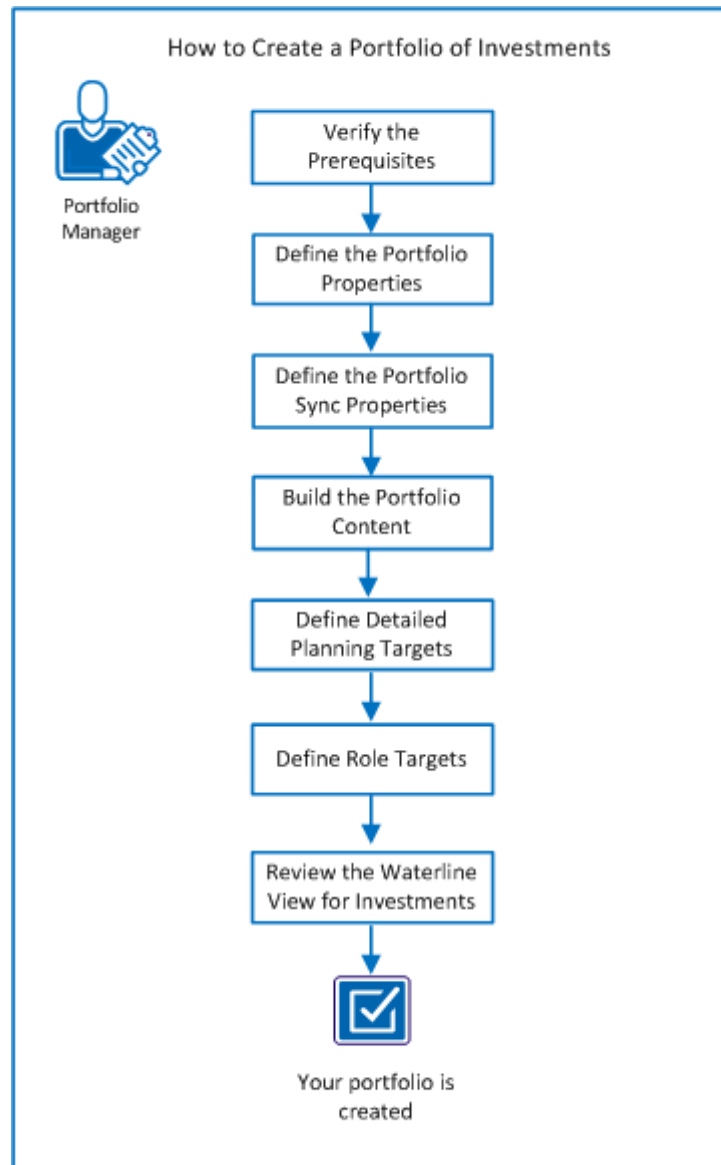 How to Create a Portfolio of Investments
Portfolio
Manager
Verify the
Prerequisites
Define the Portfolio
Properties
Define the Portfolio
Sync Properties
Build the Portfolio
Content
Define Detailed
Planning Targets
Define Role Targets
Review the Waterline
View for Investments
Your portfolio is
created